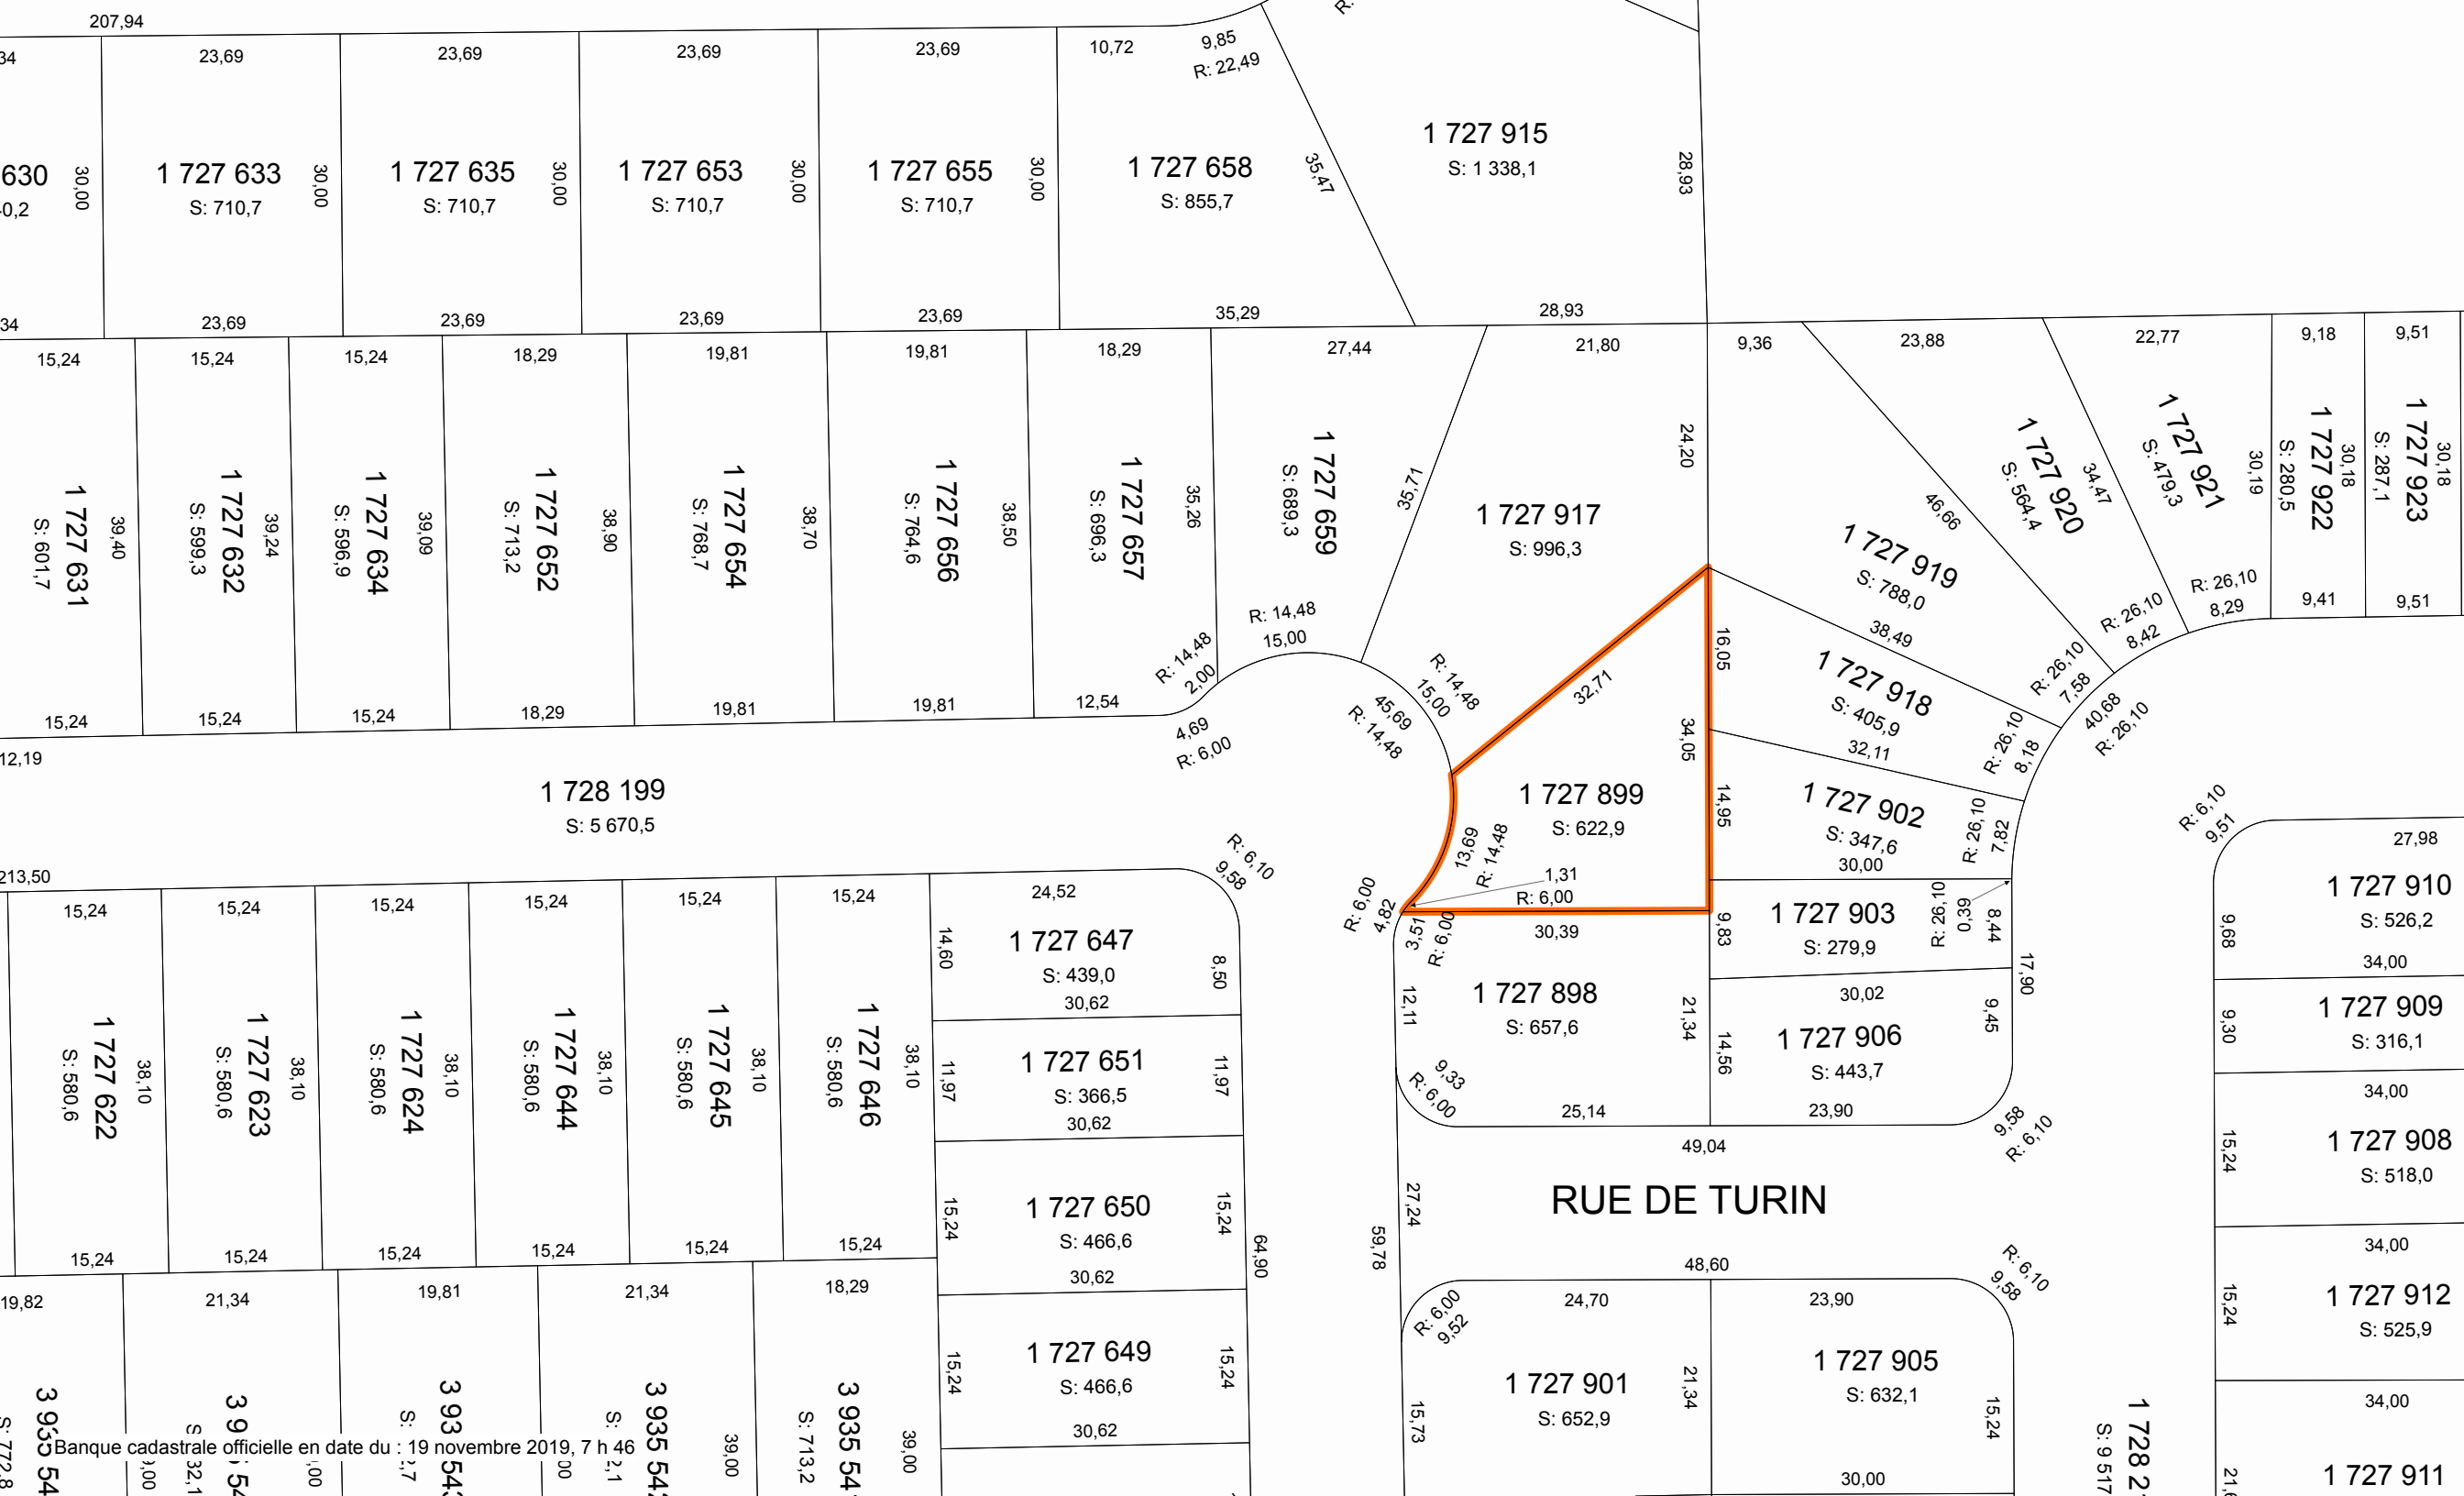 207,94
23,69
23,69
23,69
23,69
10,72
9,85
R: 22,49
34
630
30,00
1 727 633
S: 710,7
30,00
1 727 635
S: 710,7
30,00
1 727 653
S: 710,7
30,00
1 727 655
S: 710,7
30,00
1 727 658
S: 855,7
35,47
1 727 915
S: 1 338,1
28,93
R:
0,2
34
23,69
23,69
23,69
23,69
35,29
28,93
15,24
15,24
15,24
18,29
19,81
19,81
18,29
27,44
21,80
9,36
23,88
22,77
9,18
9,51
1 727 631
S: 601,7
39,40
1 727 632
S: 599,3
39,24
1 727 634
S: 596,9
39,09
1 727 652
S: 713,2
38,90
1 727 654
S: 768,7
38,70
1 727 656
S: 764,6
38,50
1 727 657
S: 696,3
35,26
1 727 659
S: 689,3
35,71
1 727 917
S: 996,3
24,20
1 727 919
S: 788,0
46,66
1 727 920
S: 564,4
34,47
1 727 921
S: 479,3
30,19
1 727 922
S: 280,5
30,18
1 727 923
S: 287,1
30,18
R: 14,48
15,00
R: 14,48
2,00
R: 14,48
15,00
45,69
R: 14,48
4,69
R: 6,00
15,24
15,24
15,24
18,29
19,81
19,81
12,54
32,71
16,05
34,05
14,95
38,49
1 727 918
S: 405,9
32,11
R: 26,10
8,18
R: 26,10
7,58
R: 26,10
8,42
R: 26,10
8,29
9,41
9,51
40,68
R: 26,10
12,19
1 728 199
S: 5 670,5
213,50
1 727 899
S: 622,9
13,69
R: 14,48
1,31
R: 6,00
30,39
1 727 902
S: 347,6
30,00
R: 26,10
7,82
R: 6,10
9,51
27,98
R: 6,10
9,58
R: 6,00
4,82
3,51
R: 6,00
15,24
15,24
15,24
15,24
15,24
15,24
24,52
14,60
1 727 647
S: 439,0
8,50
30,62
1 727 903
S: 279,9
9,83
R: 26,10
0,39
8,44
17,90
1 727 910
S: 526,2
9,68
34,00
1 727 622
S: 580,6
38,10
1 727 623
S: 580,6
38,10
1 727 624
S: 580,6
38,10
1 727 644
S: 580,6
38,10
1 727 645
S: 580,6
38,10
1 727 646
S: 580,6
38,10
11,97
1 727 651
S: 366,5
11,97
30,62
12,11
1 727 898
S: 657,6
21,34
9,33
R: 6,00
25,14
30,02
14,56
1 727 906
S: 443,7
9,45
23,90
9,58
R: 6,10
1 727 909
S: 316,1
9,30
34,00
49,04
15,24
1 727 650
S: 466,6
15,24
30,62
64,90
59,78
27,24
RUE DE TURIN
48,60
15,24
1 727 908
S: 518,0
34,00
15,24
15,24
15,24
15,24
15,24
15,24
19,82
21,34
19,81
21,34
18,29
15,24
1 727 649
S: 466,6
15,24
30,62
R: 6,00
9,52
24,70
1 727 901
S: 652,9
21,34
15,73
23,90
R: 6,10
9,58
1 727 905
S: 632,1
15,24
30,00
15,24
1 727 912
S: 525,9
34,00
1 727 911
1 728 2
S: 9 517
3 935 54
S: 772,8
3 935 54
S: 713,2
39,00
39,00
Banque cadastrale officielle en date du : 19 novembre 2019, 7 h 46